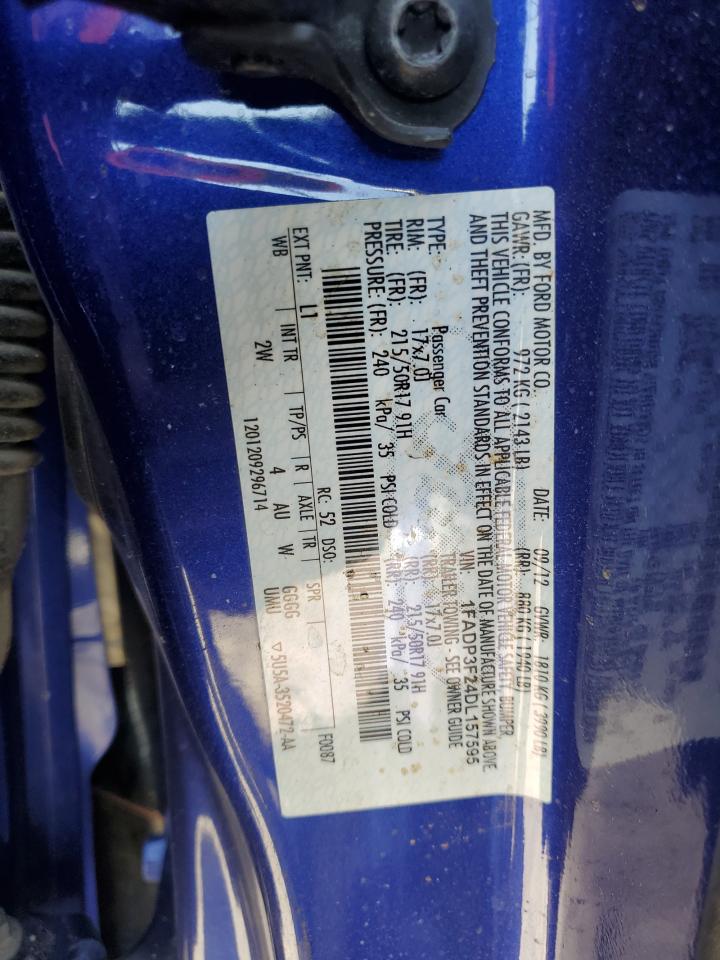 MFD. BY FORD MOTOR CO. DATE: 09/12 GVWR: 1810 KG ( 3990 LB)
GAWR: (FR): 972 KG ( 2143 LB) (RR): 880 KG ( 1940 LB)
THIS VEHICLE CONFORMS TO ALL APPLICABLE FEDERAL MOTOR VEHICLE SAFETY, BUMPER
AND THEFT PREVENTION STANDARDS IN EFFECT ON THE DATE OF MANUFACTURE SHOWN ABOVE
VIN: 1FADP3F24DL157595
TYPE: Passenger Car TRAILER TOWING - SEE OWNER GUIDE
RIM: (FR): 17x7.0J (RR): 17x7.0J
TIRE: (FR): 215/50R17 91H (RR): 215/50R17 91H
PRESSURE: (FR): 240 kPa/ 35 PSI COLD (RR): 240 kPa/ 35 PSI COLD
EXT PNT: L1 RC: 52 DSO: F0087
WB INT TR TP/PS R AXLE TR SPR
2W 4 AU W GGGG
UMU ▽5U5A-3520472-AA
1201209296714